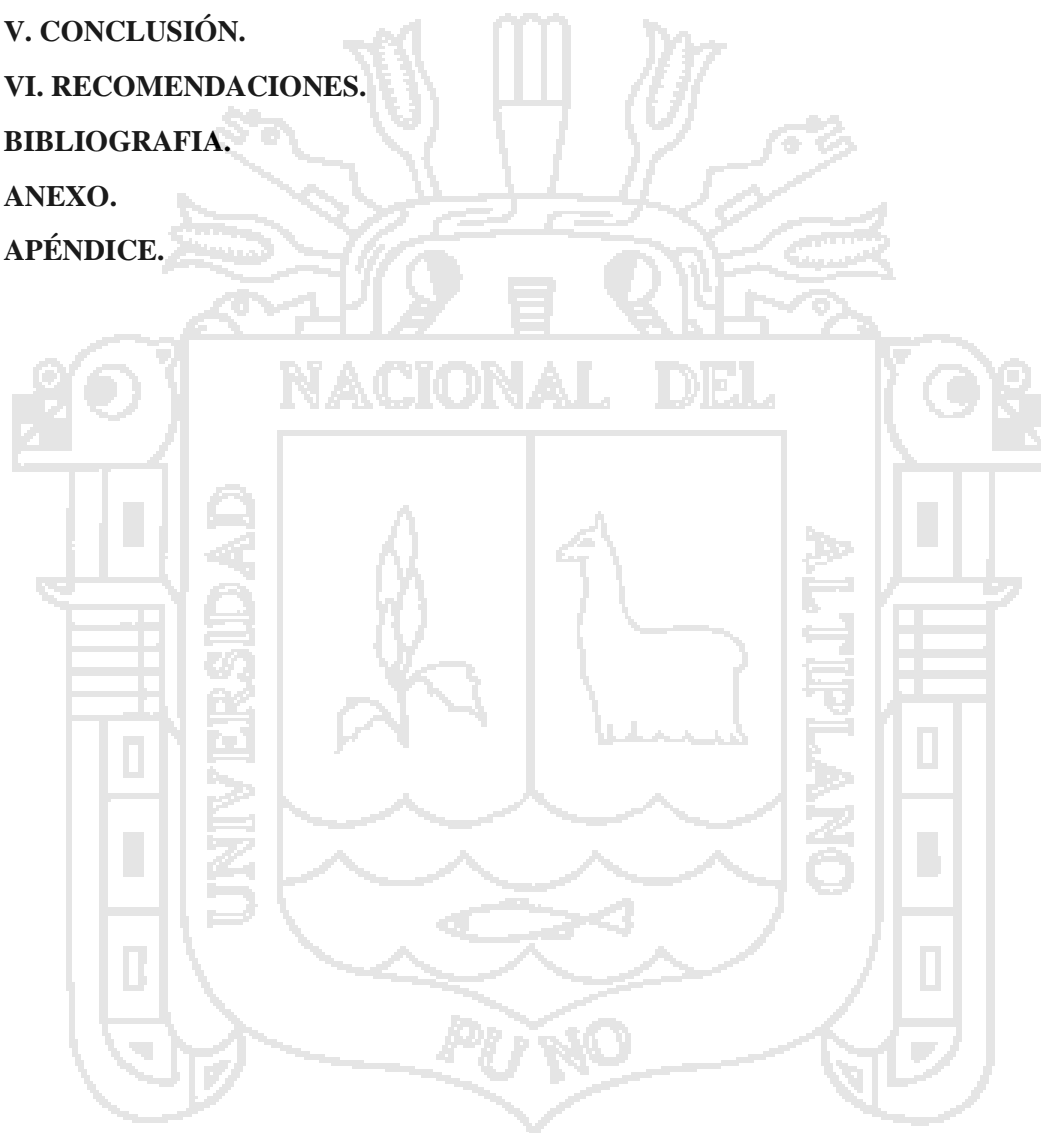 V. CONCLUSIÓN.
VI. RECOMENDACIONES.
BIBLIOGRAFIA.
ANEXO.
APÉNDICE.
UNIVERSIDAD
NACIONAL DEL
ALTIPLANO
PUNO